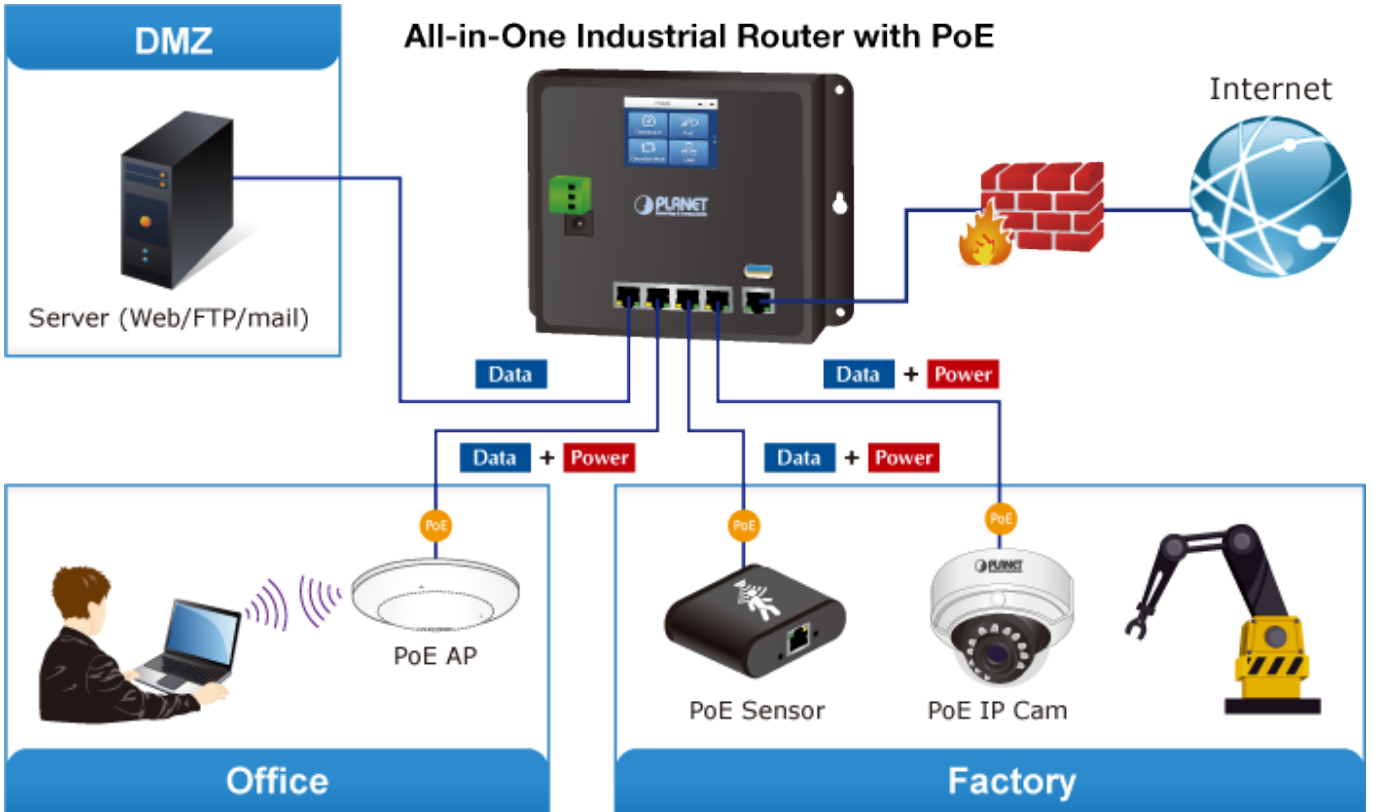 DMZ
All-in-One Industrial Router with PoE
Internet
PLANET
Server (Web/FTP/mail)
Data
Data + Power
Data + Power
Data + Power
PoE
PoE
PoE
PLANET
PoE AP
PoE Sensor
PoE IP Cam
Office
Factory